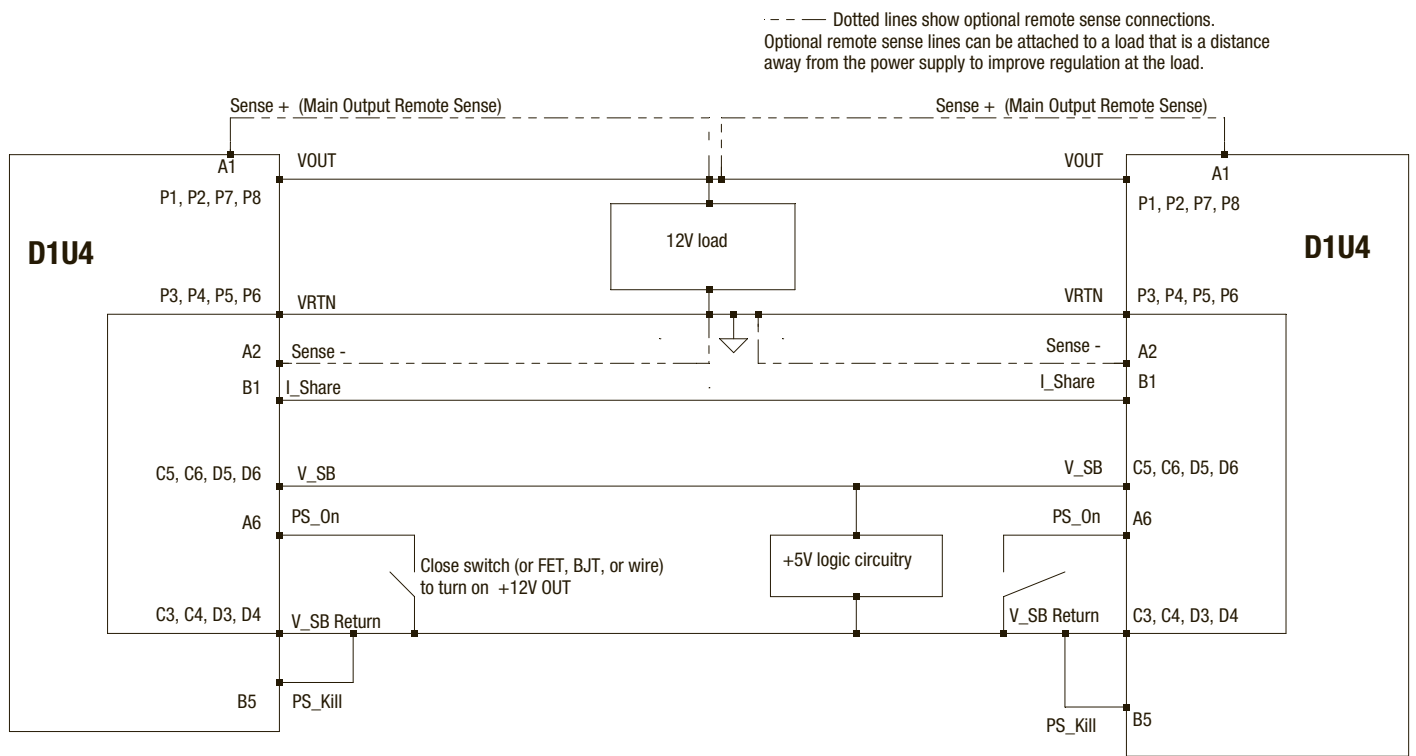 Dotted lines show optional remote sense connections.
Optional remote sense lines can be attached to a load that is a distance
away from the power supply to improve regulation at the load.
Sense + (Main Output Remote Sense)
Sense + (Main Output Remote Sense)
A1
VOUT
VOUT
A1
P1, P2, P7, P8
P1, P2, P7, P8
12V load
D1U4
D1U4
P3, P4, P5, P6
VRTN
VRTN
P3, P4, P5, P6
A2
Sense -
Sense -
A2
B1
I_Share
I_Share
B1
C5, C6, D5, D6
V_SB
V_SB
C5, C6, D5, D6
A6
PS_On
PS_On
A6
Close switch (or FET, BJT, or wire)
to turn on +12V OUT
+5V logic circuitry
C3, C4, D3, D4
V_SB Return
V_SB Return
C3, C4, D3, D4
B5
PS_Kill
PS_Kill
B5